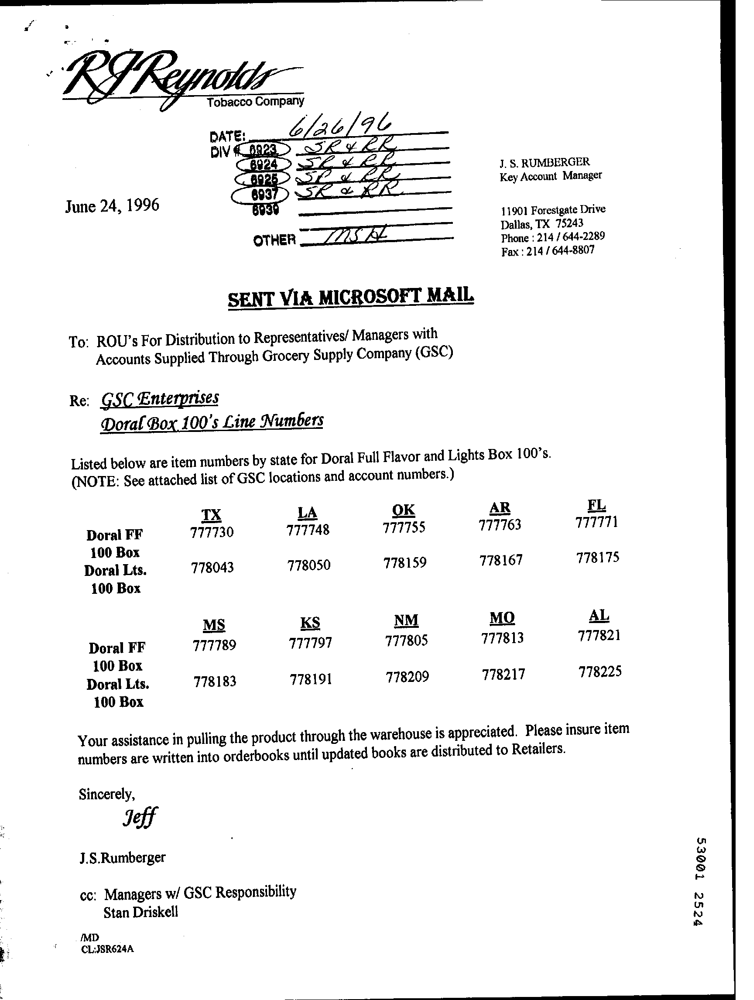 RJReynolds
Tobacco Company
DATE: 6/26/96
DIV # 6923 SR & RR
6924 SR & RR
6925 SR & RR
6937 SR & RR
6939
OTHER
J. S. RUMBERGER
Key Account Manager
June 24, 1996
11901 Forestgate Drive
Dallas, TX 75243
Phone : 214 / 644-2289
Fax : 214 / 644-8807
SENT VIA MICROSOFT MAIL
To: ROU's For Distribution to Representatives/ Managers with
Accounts Supplied Through Grocery Supply Company (GSC)
Re: GSC Enterprises
Doral Box 100's Line Numbers
Listed below are item numbers by state for Doral Full Flavor and Lights Box 100's.
(NOTE: See attached list of GSC locations and account numbers.)
TX LA OK AR FL
Doral FF 777730 777748 777755 777763 777771
100 Box
Doral Lts. 778043 778050 778159 778167 778175
100 Box
MS KS NM MO AL
Doral FF 777789 777797 777805 777813 777821
100 Box
Doral Lts. 778183 778191 778209 778217 778225
100 Box
Your assistance in pulling the product through the warehouse is appreciated. Please insure item
numbers are written into orderbooks until updated books are distributed to Retailers.
Sincerely,
Jeff
J.S.Rumberger
cc: Managers w/ GSC Responsibility
Stan Driskell
/MD
CL:JSR624A
53001 2524